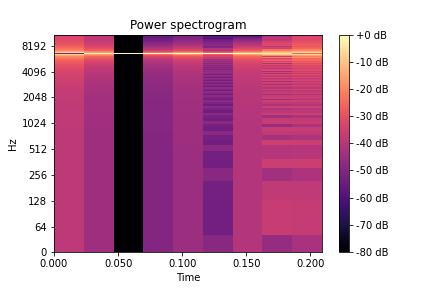 Power spectrogram
Hz
8192
4096
2048
1024
512
256
128
64
0
0.000 0.050 0.100 0.150 0.200
Time
+0 dB
-10 dB
-20 dB
-30 dB
-40 dB
-50 dB
-60 dB
-70 dB
-80 dB